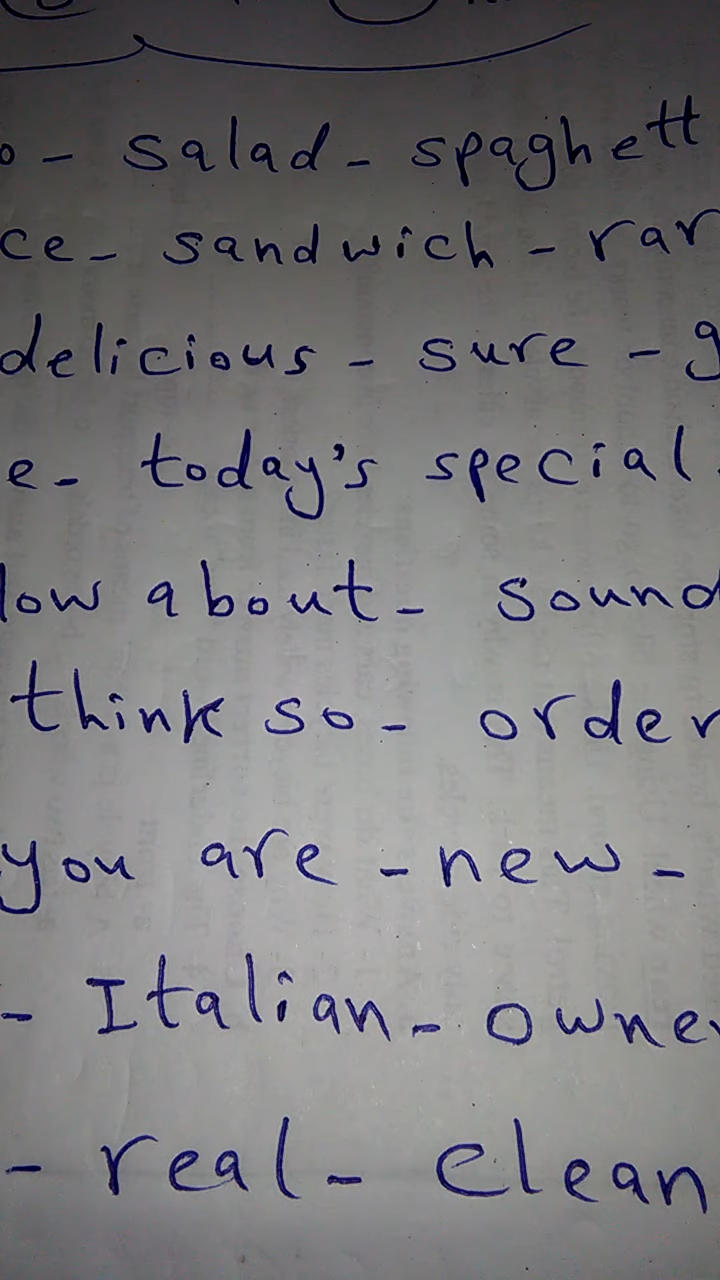 o - salad - spaghett
ce - sandwich - rar
delicious - sure - g
e - today's special -
low about - sound
think so - order
you are - new -
- Italian - owner
- real - clean